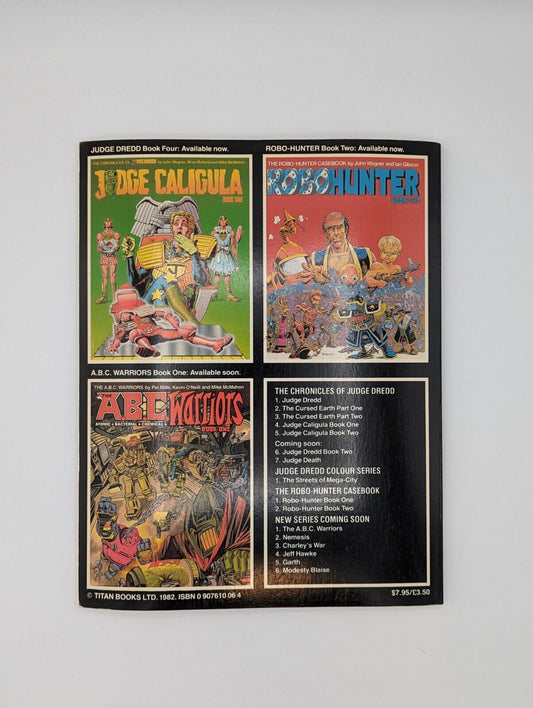 JUDGE DREDD Book Four: Available now.
THE CHRONICLES OF JUDGE DREDD by John Wagner, Brian Bolland and Mike McMahon
JUDGE CALIGULA
BOOK ONE
ROBO-HUNTER Book Two: Available now.
THE ROBO-HUNTER CASEBOOK by John Wagner and Ian Gibson
ROBO HUNTER
BOOK TWO
A.B.C. WARRIORS Book One: Available soon.
THE A.B.C. WARRIORS by Pat Mills, Kevin O'Neill and Mike McMahon
THE
A.B.C. Warriors
ATOMIC • BACTERIAL • CHEMICAL •
BOOK ONE
THE CHRONICLES OF JUDGE DREDD
1. Judge Dredd
2. The Cursed Earth Part One
3. The Cursed Earth Part Two
4. Judge Caligula Book One
5. Judge Caligula Book Two
Coming soon:
6. Judge Dredd Book Two
7. Judge Death
JUDGE DREDD COLOUR SERIES
1. The Streets of Mega-City
THE ROBO-HUNTER CASEBOOK
1. Robo-Hunter Book One
2. Robo-Hunter Book Two
NEW SERIES COMING SOON
1. The A.B.C. Warriors
2. Nemesis
3. Charley's War
4. Jeff Hawke
5. Garth
6. Modesty Blaise
© TITAN BOOKS LTD. 1982. ISBN 0 907610 06 4
$7.95/£3.50